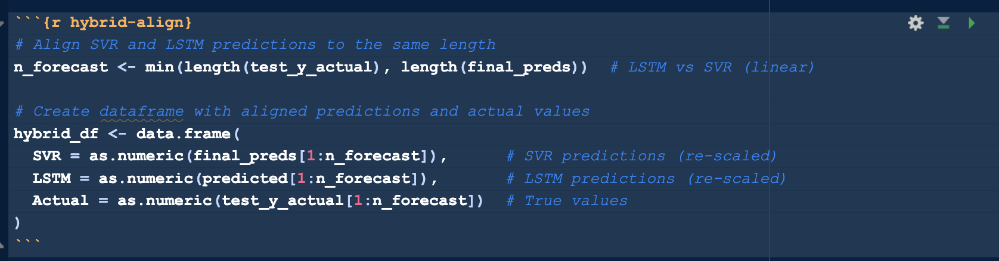 ```{r hybrid-align}
# Align SVR and LSTM predictions to the same length
n_forecast <- min(length(test_y_actual), length(final_preds))  # LSTM vs SVR (linear)

# Create dataframe with aligned predictions and actual values
hybrid_df <- data.frame(
  SVR = as.numeric(final_preds[1:n_forecast]),      # SVR predictions (re-scaled)
  LSTM = as.numeric(predicted[1:n_forecast]),       # LSTM predictions (re-scaled)
  Actual = as.numeric(test_y_actual[1:n_forecast])  # True values
)
```